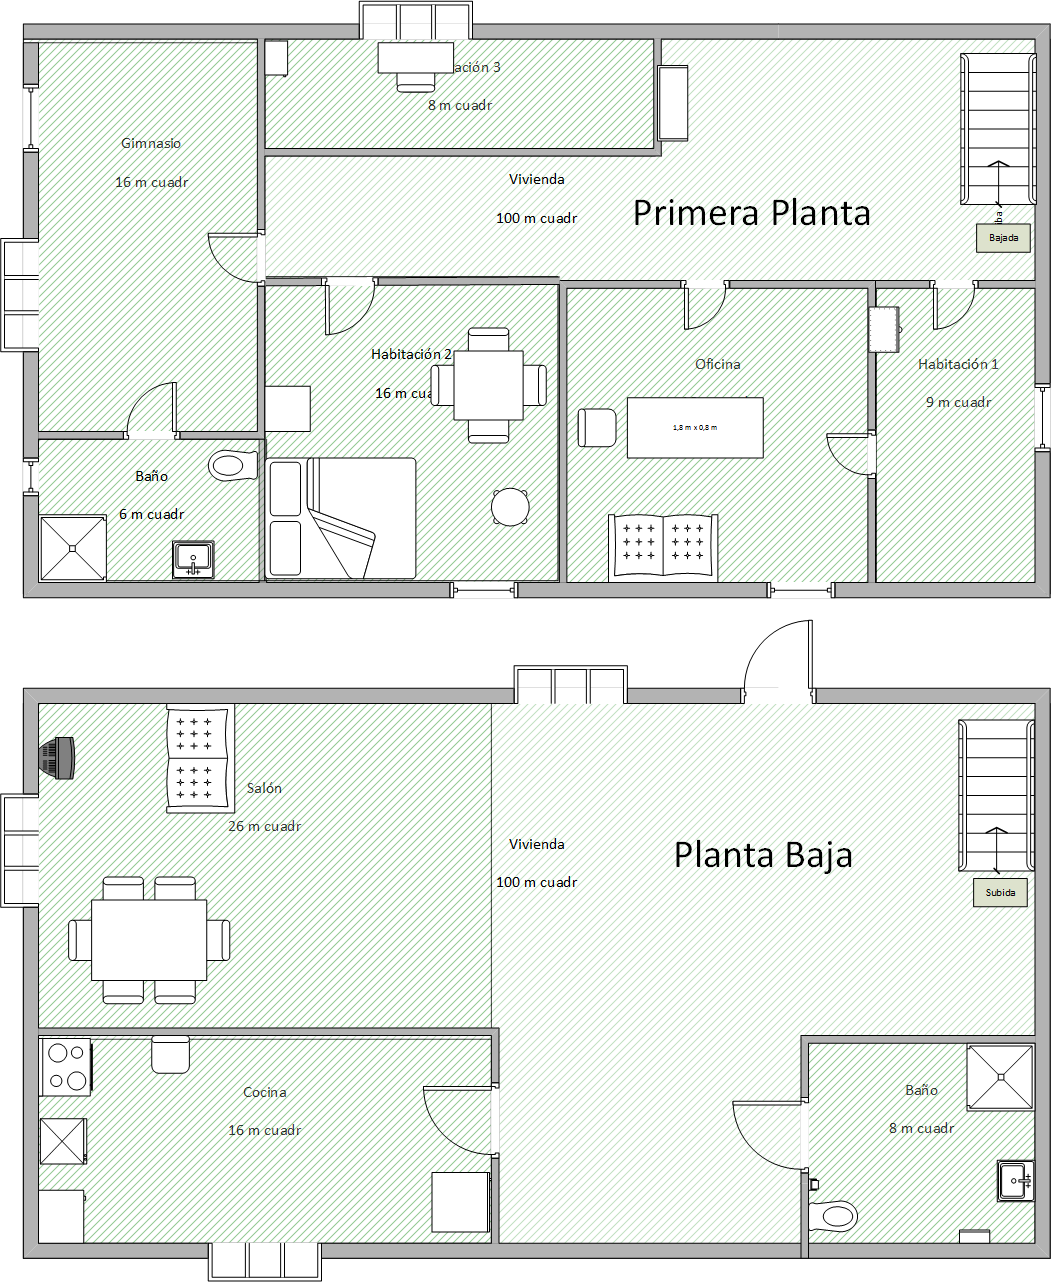 ación 3
8 m cuadr
Gimnasio
16 m cuadr
Vivienda
100 m cuadr
Primera Planta
Bajada
Habitación 2
16 m cua
Oficina
1,8 m x 0,8 m
Habitación 1
9 m cuadr
Baño
6 m cuadr
Salón
26 m cuadr
Vivienda
100 m cuadr
Planta Baja
Subida
Cocina
16 m cuadr
Baño
8 m cuadr